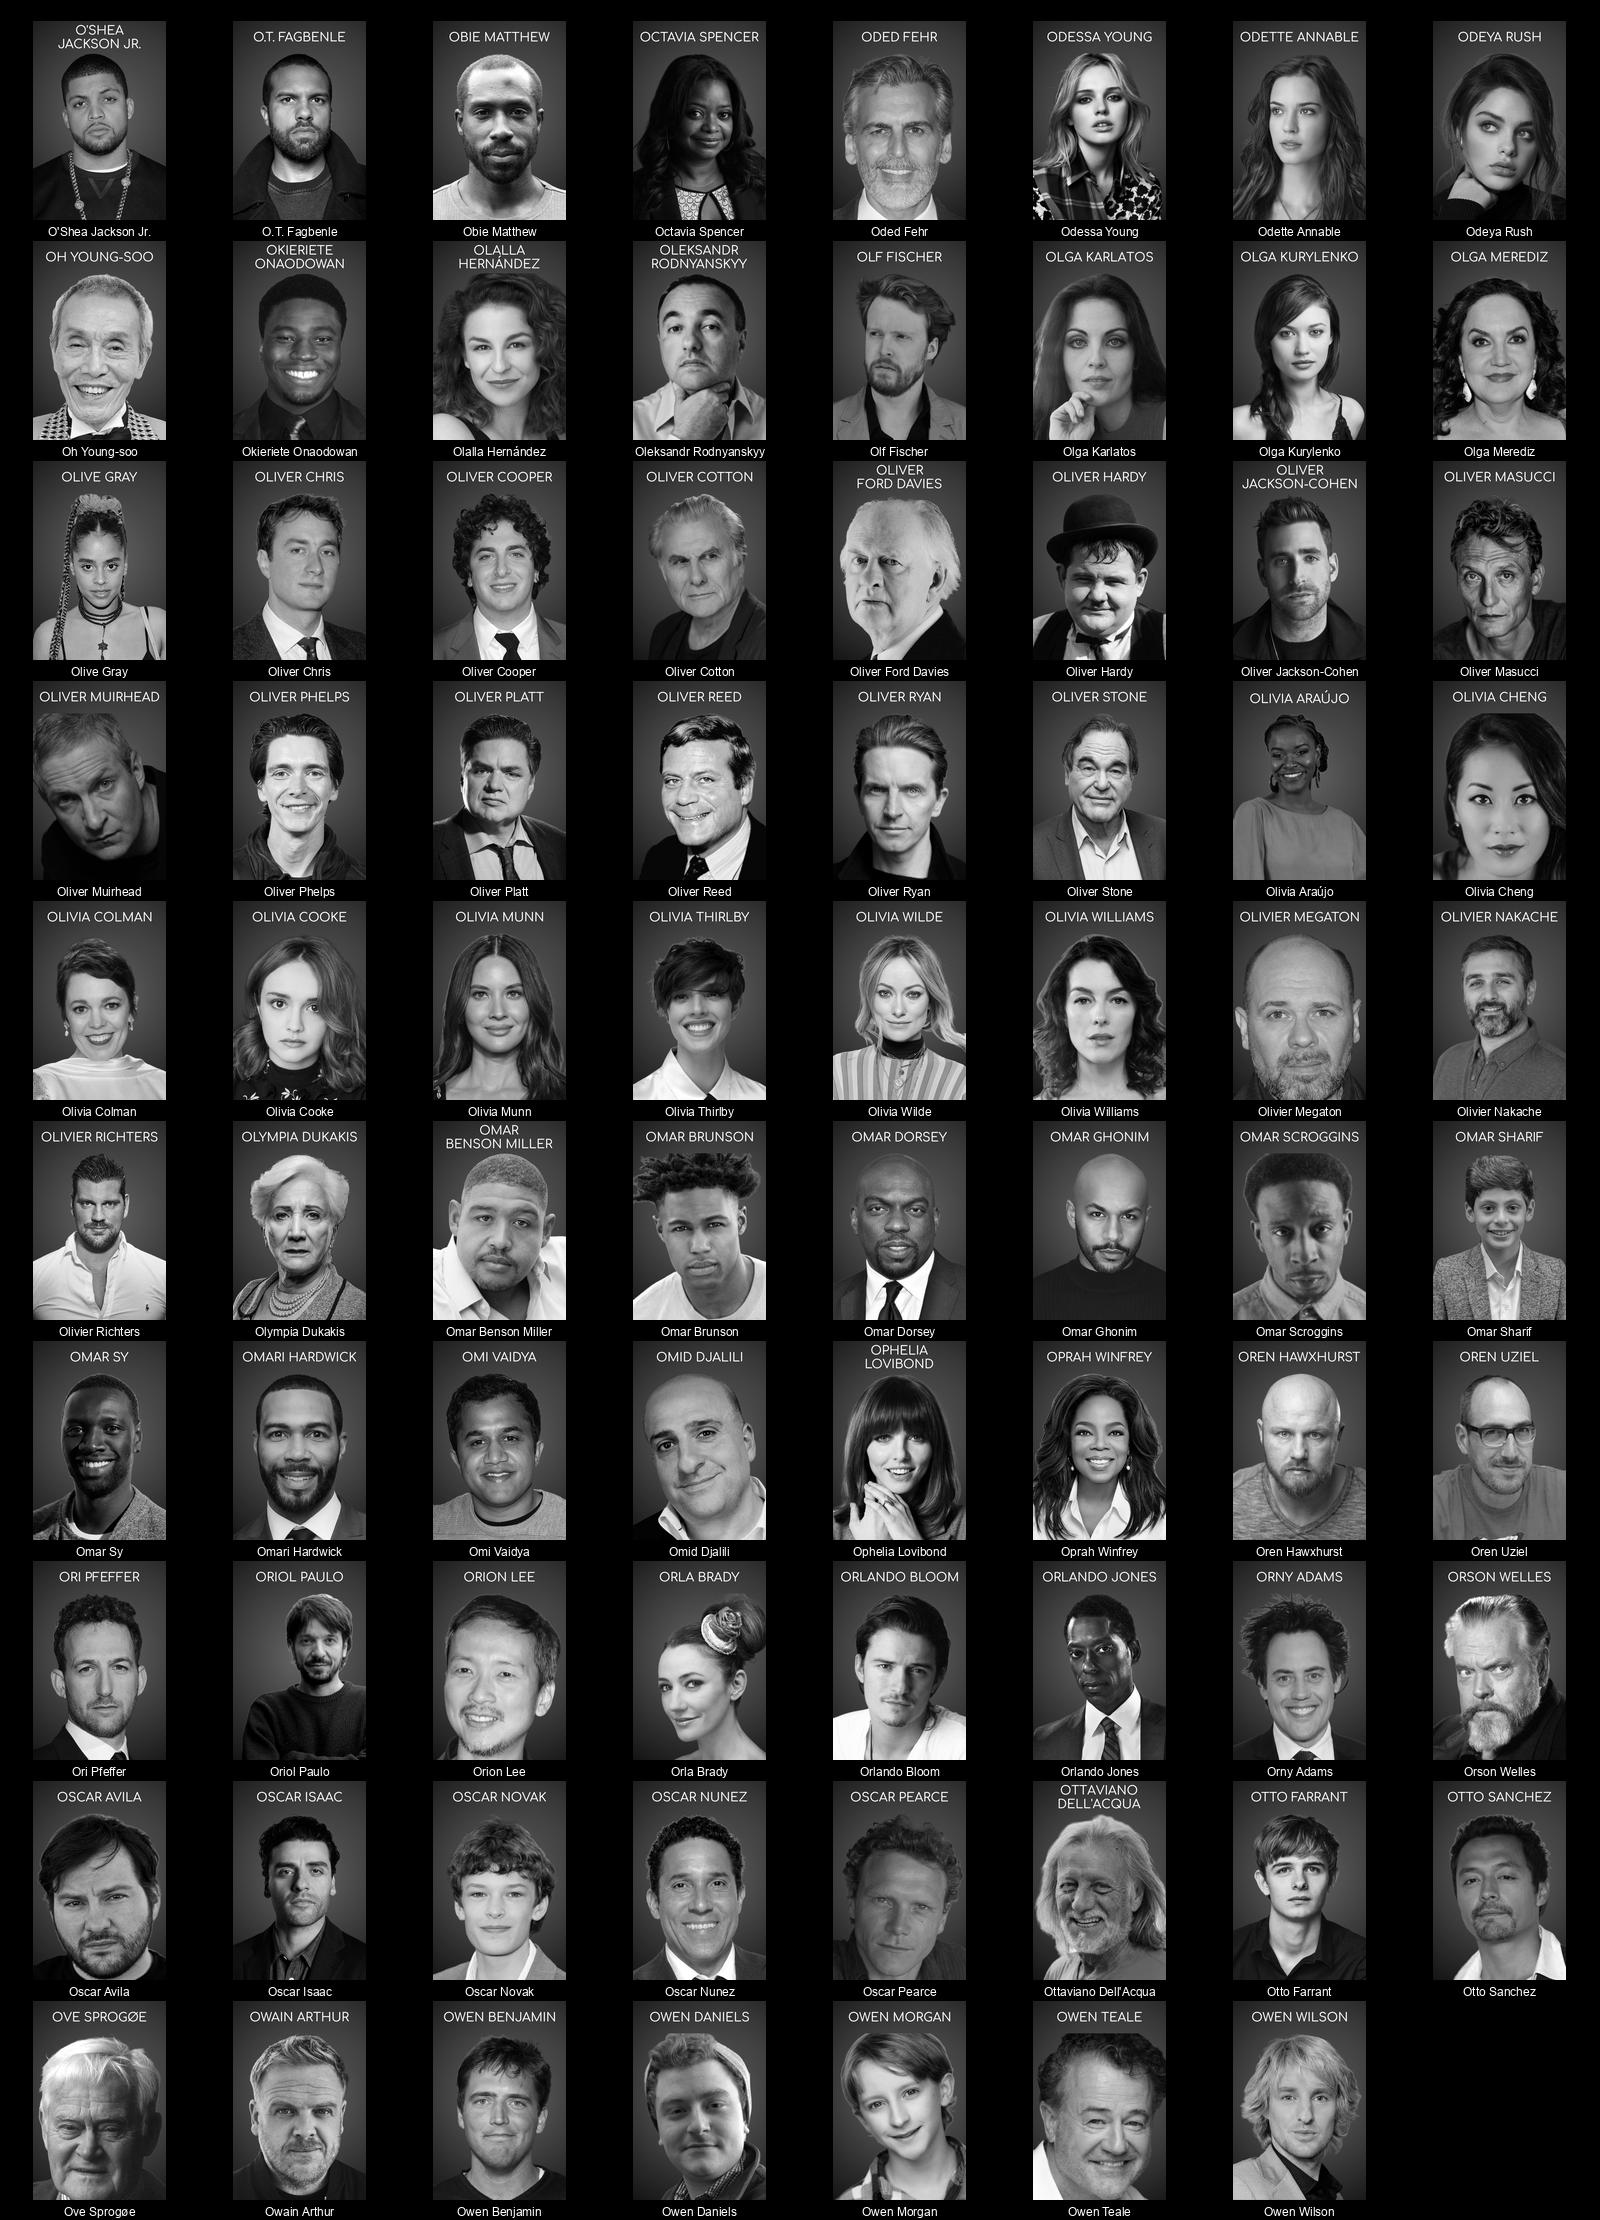 O'SHEA
JACKSON JR.
O.T. FAGBENLE
OBIE MATTHEW
OCTAVIA SPENCER
ODED FEHR
ODESSA YOUNG
ODETTE ANNABLE
ODEYA RUSH
O'Shea Jackson Jr.
O.T. Fagbenle
Obie Matthew
Octavia Spencer
Oded Fehr
Odessa Young
Odette Annable
Odeya Rush
OH YOUNG-SOO
OKIERIETE
ONAODOWAN
OLALLA
HERNÁNDEZ
OLEKSANDR
RODNYANSKYY
OLF FISCHER
OLGA KARLATOS
OLGA KURYLENKO
OLGA MEREDIZ
Oh Young-soo
Okieriete Onaodowan
Olalla Hernández
Oleksandr Rodnyanskyy
Olf Fischer
Olga Karlatos
Olga Kurylenko
Olga Merediz
OLIVE GRAY
OLIVER CHRIS
OLIVER COOPER
OLIVER COTTON
OLIVER
FORD DAVIES
OLIVER HARDY
OLIVER
JACKSON-COHEN
OLIVER MASUCCI
Olive Gray
Oliver Chris
Oliver Cooper
Oliver Cotton
Oliver Ford Davies
Oliver Hardy
Oliver Jackson-Cohen
Oliver Masucci
OLIVER MUIRHEAD
OLIVER PHELPS
OLIVER PLATT
OLIVER REED
OLIVER RYAN
OLIVER STONE
OLIVIA ARAÚJO
OLIVIA CHENG
Oliver Muirhead
Oliver Phelps
Oliver Platt
Oliver Reed
Oliver Ryan
Oliver Stone
Olivia Araújo
Olivia Cheng
OLIVIA COLMAN
OLIVIA COOKE
OLIVIA MUNN
OLIVIA THIRLBY
OLIVIA WILDE
OLIVIA WILLIAMS
OLIVIER MEGATON
OLIVIER NAKACHE
Olivia Colman
Olivia Cooke
Olivia Munn
Olivia Thirlby
Olivia Wilde
Olivia Williams
Olivier Megaton
Olivier Nakache
OLIVIER RICHTERS
OLYMPIA DUKAKIS
OMAR
BENSON MILLER
OMAR BRUNSON
OMAR DORSEY
OMAR GHONIM
OMAR SCROGGINS
OMAR SHARIF
Olivier Richters
Olympia Dukakis
Omar Benson Miller
Omar Brunson
Omar Dorsey
Omar Ghonim
Omar Scroggins
Omar Sharif
OMAR SY
OMARI HARDWICK
OMI VAIDYA
OMID DJALILI
OPHELIA
LOVIBOND
OPRAH WINFREY
OREN HAWXHURST
OREN UZIEL
Omar Sy
Omari Hardwick
Omi Vaidya
Omid Djalili
Ophelia Lovibond
Oprah Winfrey
Oren Hawxhurst
Oren Uziel
ORI PFEFFER
ORIOL PAULO
ORION LEE
ORLA BRADY
ORLANDO BLOOM
ORLANDO JONES
ORNY ADAMS
ORSON WELLES
Ori Pfeffer
Oriol Paulo
Orion Lee
Orla Brady
Orlando Bloom
Orlando Jones
Orny Adams
Orson Welles
OSCAR AVILA
OSCAR ISAAC
OSCAR NOVAK
OSCAR NUNEZ
OSCAR PEARCE
OTTAVIANO
DELL'ACQUA
OTTO FARRANT
OTTO SANCHEZ
Oscar Avila
Oscar Isaac
Oscar Novak
Oscar Nunez
Oscar Pearce
Ottaviano Dell'Acqua
Otto Farrant
Otto Sanchez
OVE SPROGØE
OWAIN ARTHUR
OWEN BENJAMIN
OWEN DANIELS
OWEN MORGAN
OWEN TEALE
OWEN WILSON
Ove Sprogøe
Owain Arthur
Owen Benjamin
Owen Daniels
Owen Morgan
Owen Teale
Owen Wilson